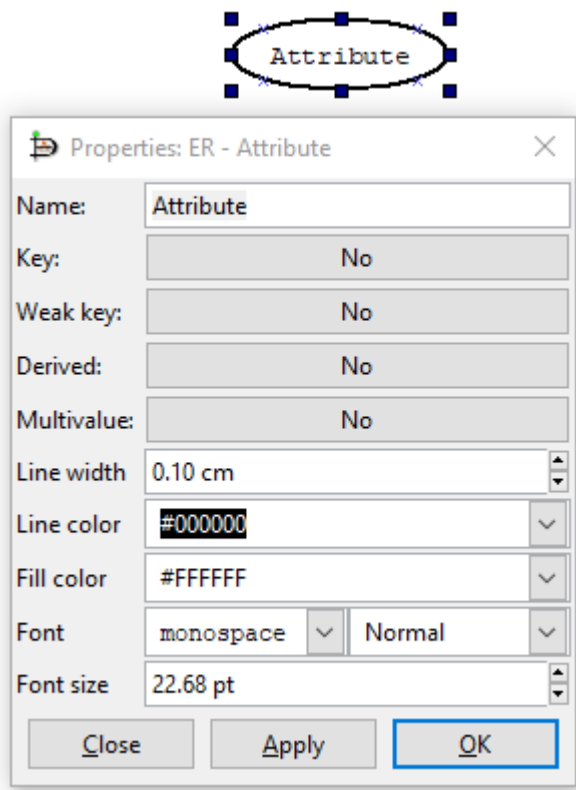 Attribute
Properties: ER - Attribute
Name: Attribute
Key: No
Weak key: No
Derived: No
Multivalue: No
Line width 0.10 cm
Line color #000000
Fill color #FFFFFF
Font monospace Normal
Font size 22.68 pt
Close Apply OK